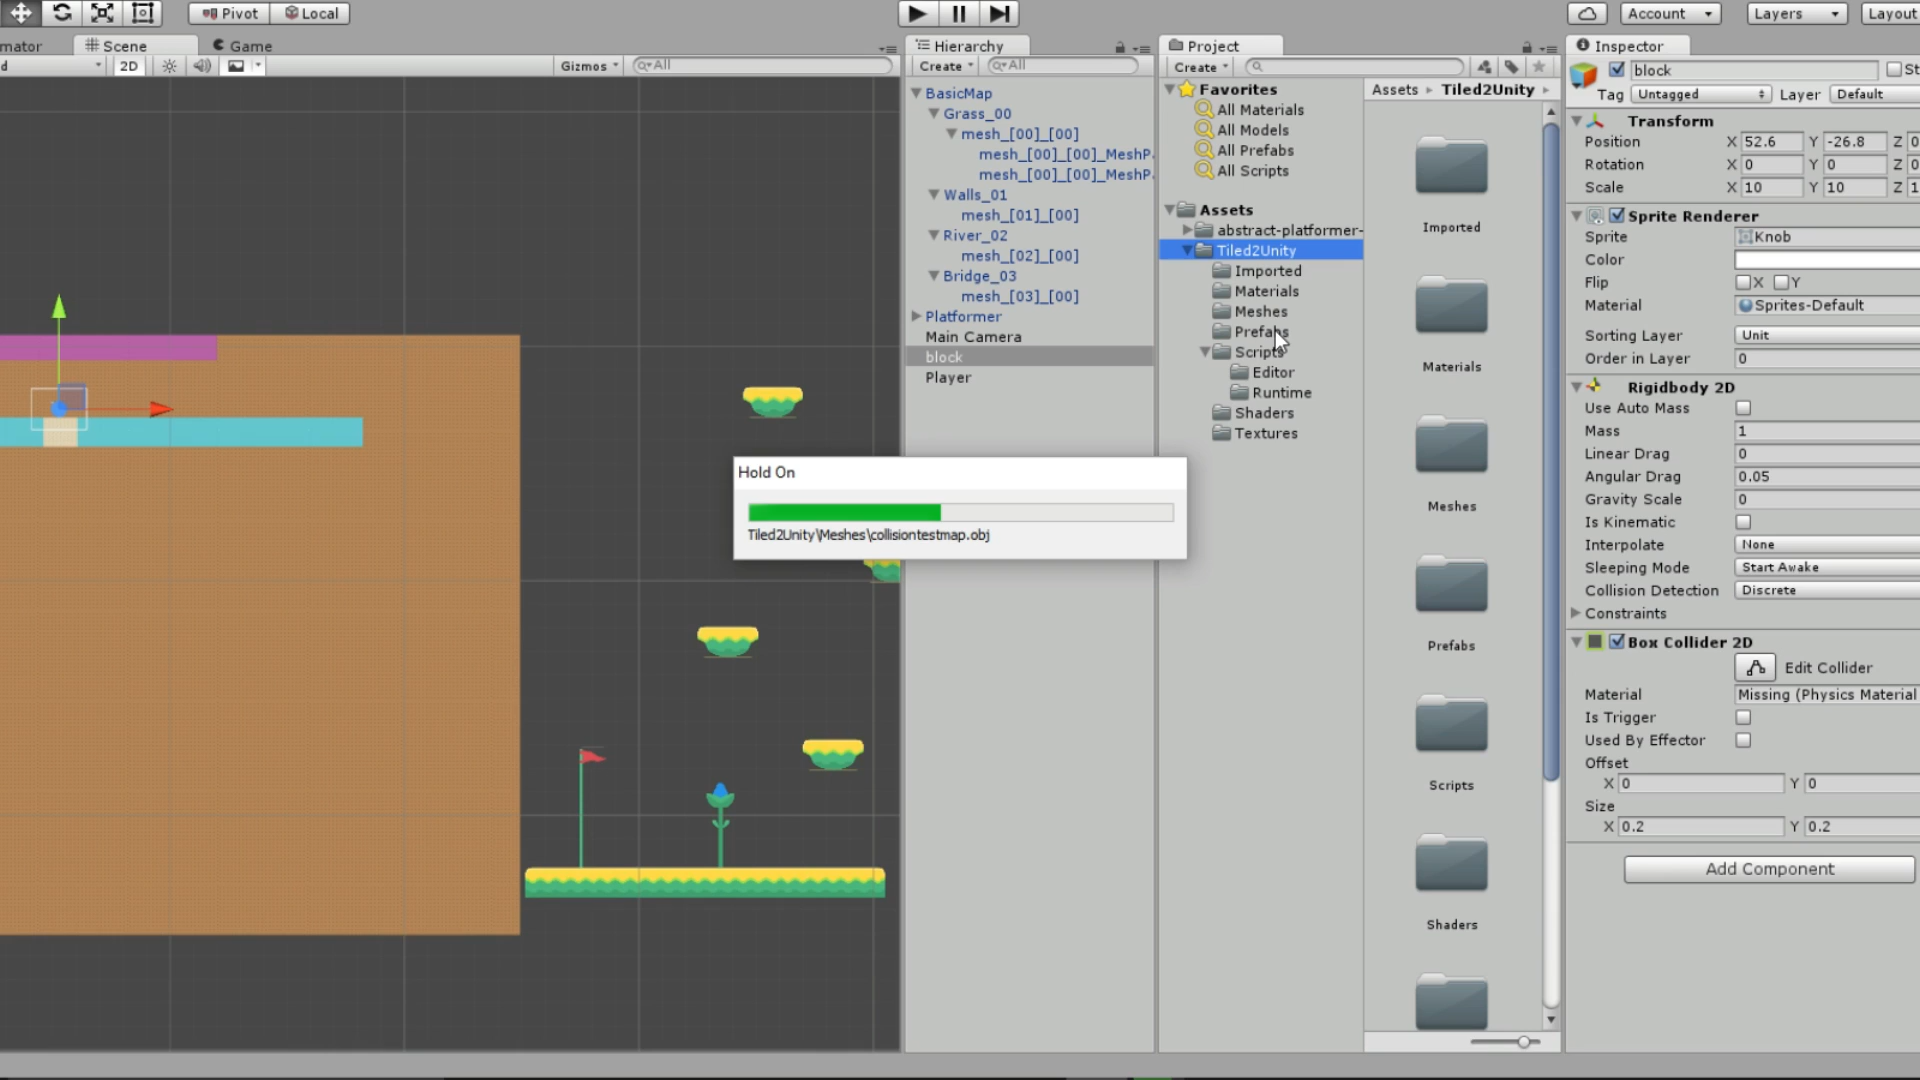 Pivot
Local
Account
Layers
Layout
mator
Scene
Game
2D
Gizmos
All
Hierarchy
Create
All
BasicMap
Grass_00
mesh_[00]_[00]
mesh_[00]_[00]_MeshP
mesh_[00]_[00]_MeshP
Walls_01
mesh_[01]_[00]
River_02
mesh_[02]_[00]
Bridge_03
mesh_[03]_[00]
Platformer
Main Camera
block
Player
Project
Create
Favorites
All Materials
All Models
All Prefabs
All Scripts
Assets
abstract-platformer-
Tiled2Unity
Imported
Materials
Meshes
Prefabs
Scripts
Editor
Runtime
Shaders
Textures
Assets
Tiled2Unity
Imported
Materials
Meshes
Prefabs
Scripts
Shaders
Hold On
Tiled2Unity\Meshes\collisiontestmap.obj
Inspector
block
St
Tag Untagged Layer Default
Transform
Position X 52.6 Y -26.8 Z 0
Rotation X 0 Y 0 Z 0
Scale X 10 Y 10 Z 1
Sprite Renderer
Sprite Knob
Color
Flip X Y
Material Sprites-Default
Sorting Layer Unit
Order in Layer 0
Rigidbody 2D
Use Auto Mass
Mass 1
Linear Drag 0
Angular Drag 0.05
Gravity Scale 0
Is Kinematic
Interpolate None
Sleeping Mode Start Awake
Collision Detection Discrete
Constraints
Box Collider 2D
Edit Collider
Material Missing (Physics Material
Is Trigger
Used By Effector
Offset
X 0 Y 0
Size
X 0.2 Y 0.2
Add Component